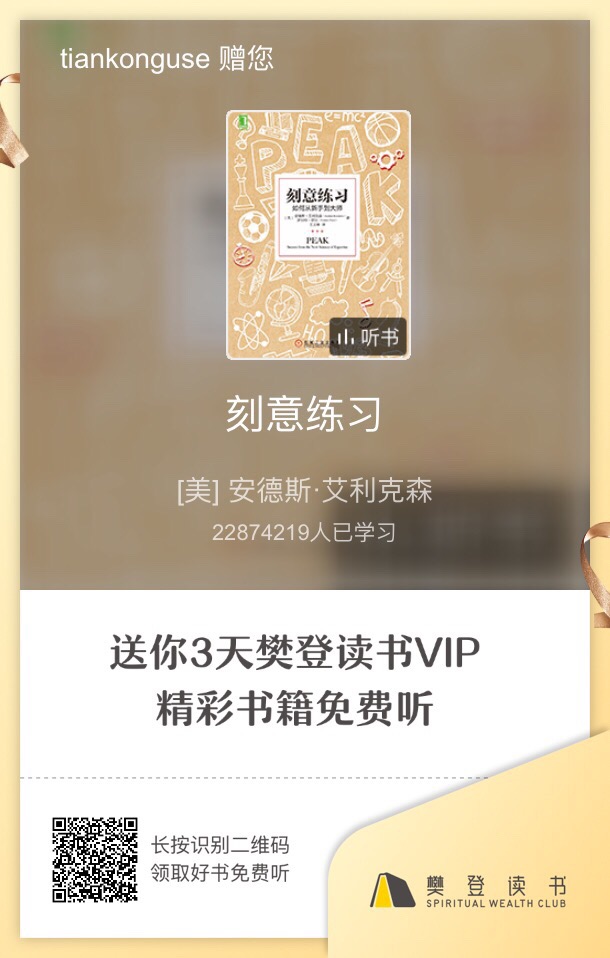 tiankonguse 赠您
e=mc²
PEAK
刻意练习
如何从新手到大师
PEAK
听书
刻意练习
[美] 安德斯·艾利克森
22874219人已学习
送你3天樊登读书VIP
精彩书籍免费听
长按识别二维码
领取好书免费听
樊登读书
SPIRITUAL WEALTH CLUB